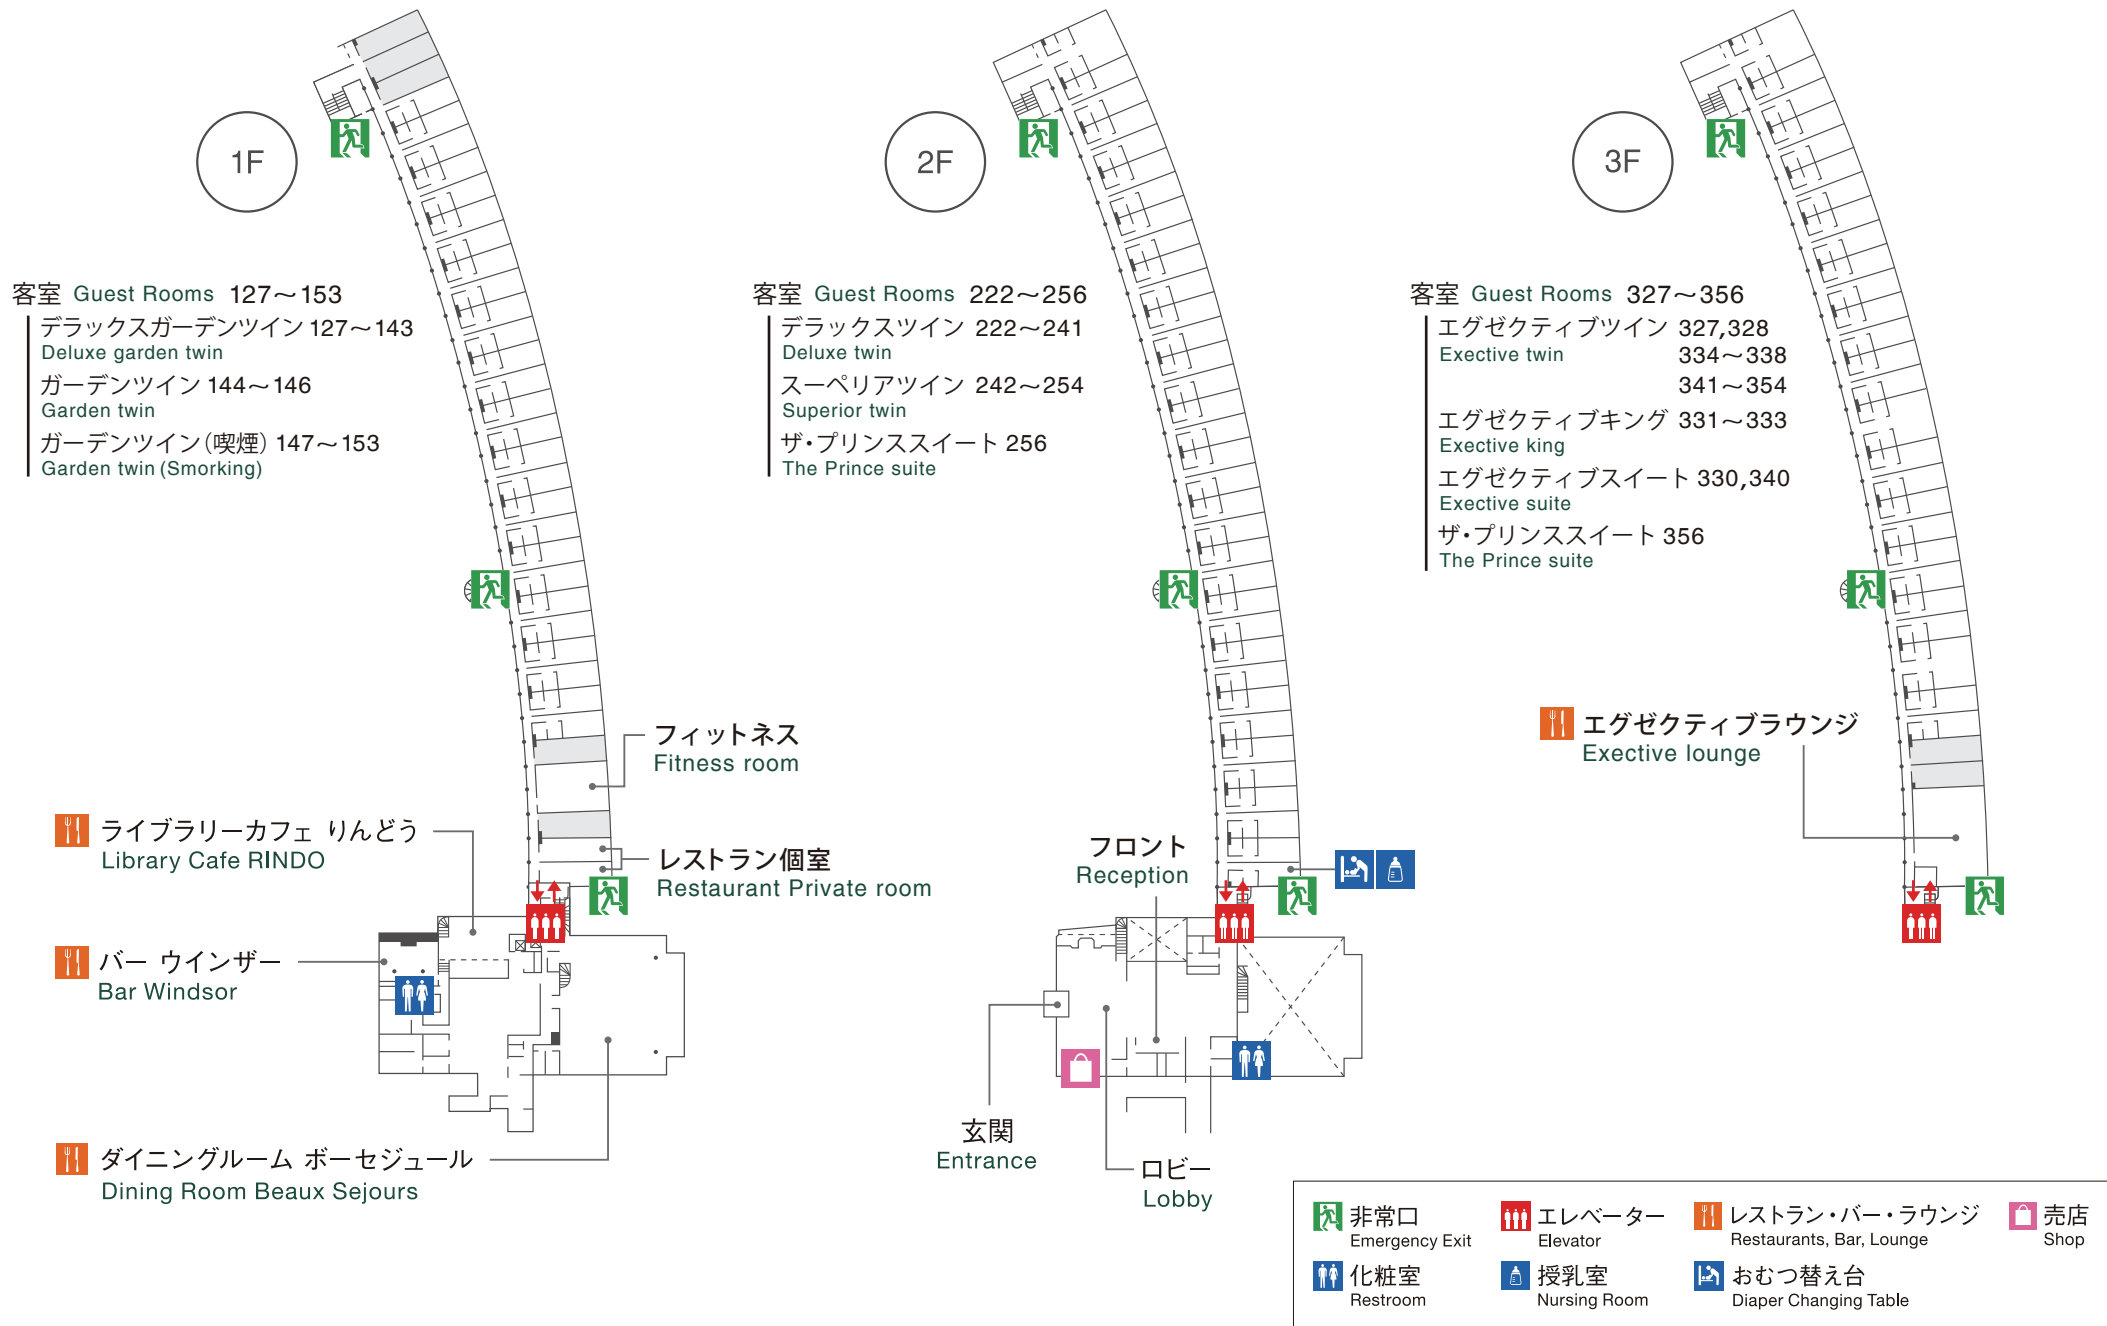 1F
客室 Guest Rooms 127〜153
デラックスガーデンツイン 127〜143
Deluxe garden twin
ガーデンツイン 144〜146
Garden twin
ガーデンツイン(喫煙) 147〜153
Garden twin (Smorking)
フィットネス
Fitness room
ライブラリーカフェ りんどう
Library Cafe RINDO
レストラン個室
Restaurant Private room
バー ウインザー
Bar Windsor
ダイニングルーム ボーセジュール
Dining Room Beaux Sejours
2F
客室 Guest Rooms 222〜256
デラックスツイン 222〜241
Deluxe twin
スーペリアツイン 242〜254
Superior twin
ザ・プリンススイート 256
The Prince suite
フロント
Reception
玄関
Entrance
ロビー
Lobby
3F
客室 Guest Rooms 327〜356
エグゼクティブツイン 327,328
Exective twin 334〜338
341〜354
エグゼクティブキング 331〜333
Exective king
エグゼクティブスイート 330,340
Exective suite
ザ・プリンススイート 356
The Prince suite
エグゼクティブラウンジ
Exective lounge
非常口
Emergency Exit
エレベーター
Elevator
レストラン・バー・ラウンジ
Restaurants, Bar, Lounge
売店
Shop
化粧室
Restroom
授乳室
Nursing Room
おむつ替え台
Diaper Changing Table